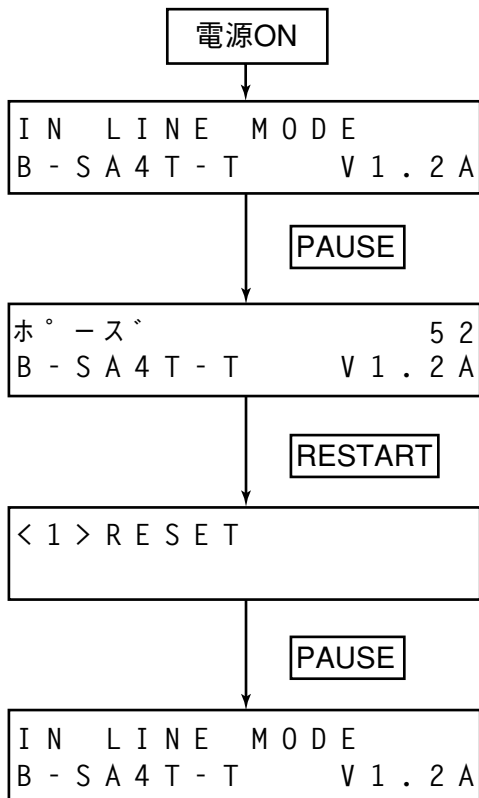 電源ON
IN LINE MODE
B-SA4T-T V1.2A
PAUSE
ホ゜ーズ 52
B-SA4T-T V1.2A
RESTART
<1>RESET
PAUSE
IN LINE MODE
B-SA4T-T V1.2A